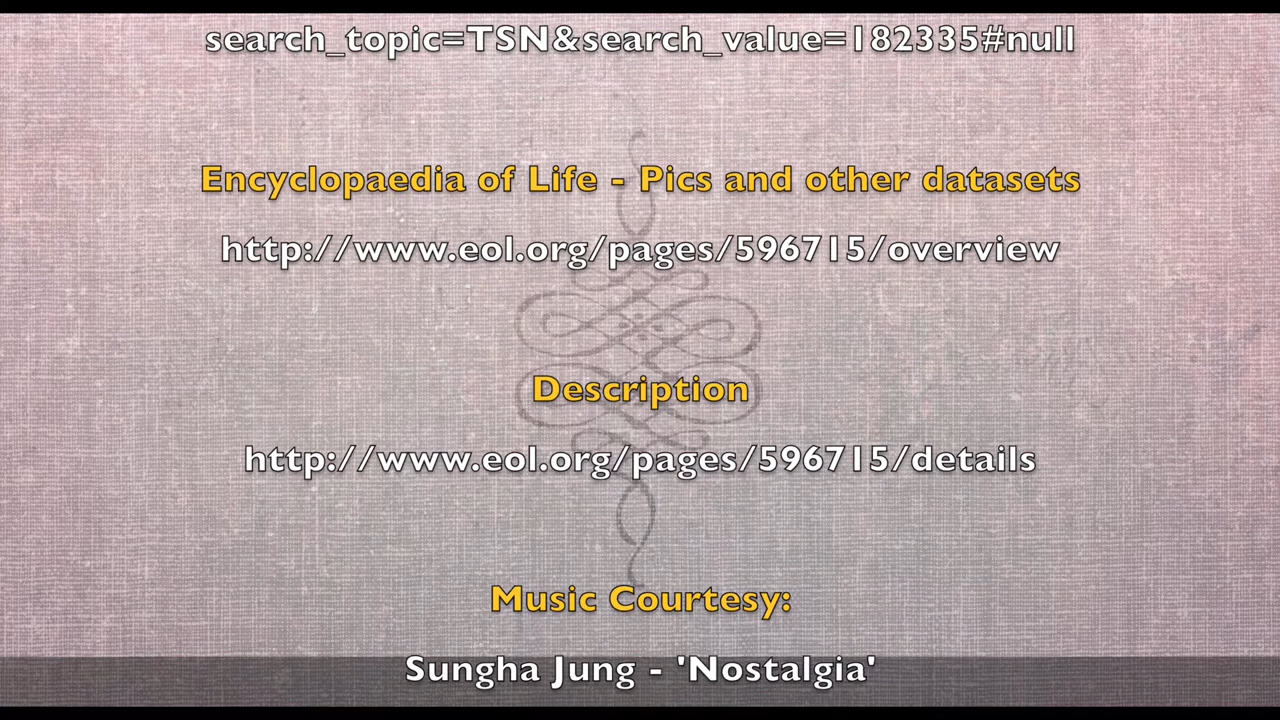 search_topic=TSN&search_value=182335#null
Encyclopaedia of Life - Pics and other datasets
http://www.eol.org/pages/596715/overview
Description
http://www.eol.org/pages/596715/details
Music Courtesy:
Sungha Jung - 'Nostalgia'